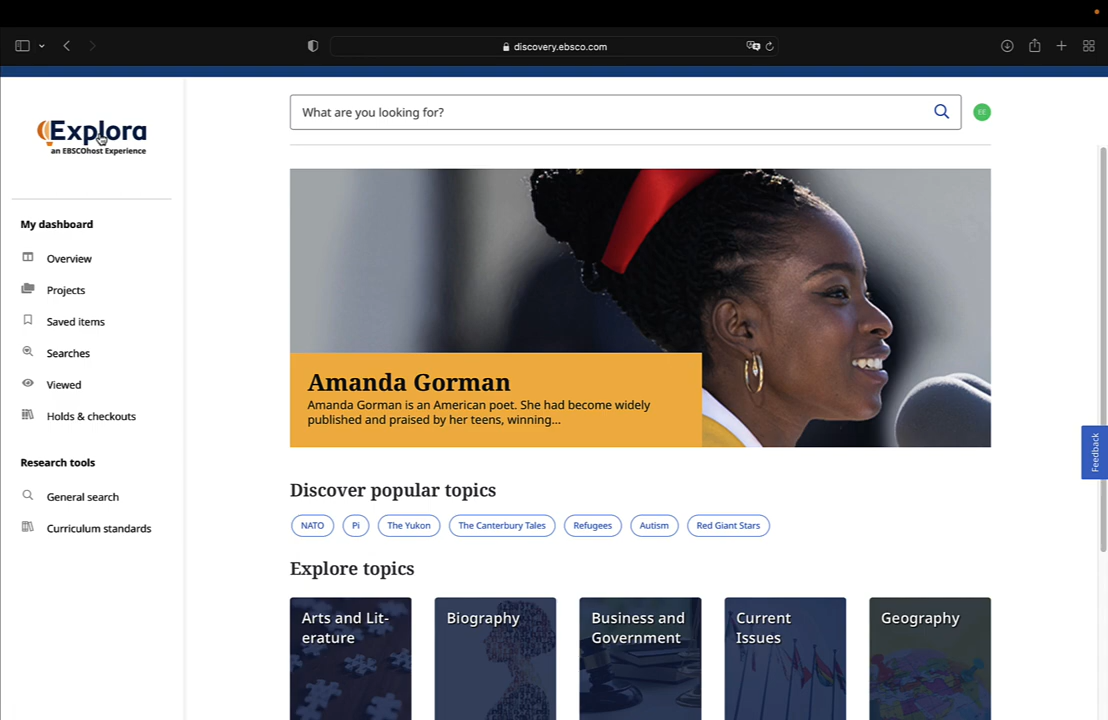 discovery.ebsco.com
Explora
an EBSCOhost Experience
What are you looking for?
EE
My dashboard
Overview
Projects
Saved items
Searches
Viewed
Holds & checkouts
Research tools
General search
Curriculum standards
Amanda Gorman
Amanda Gorman is an American poet. She had become widely
published and praised by her teens, winning...
Feedback
Discover popular topics
NATO
Pi
The Yukon
The Canterbury Tales
Refugees
Autism
Red Giant Stars
Explore topics
Arts and Lit-
erature
Biography
Business and
Government
Current
Issues
Geography